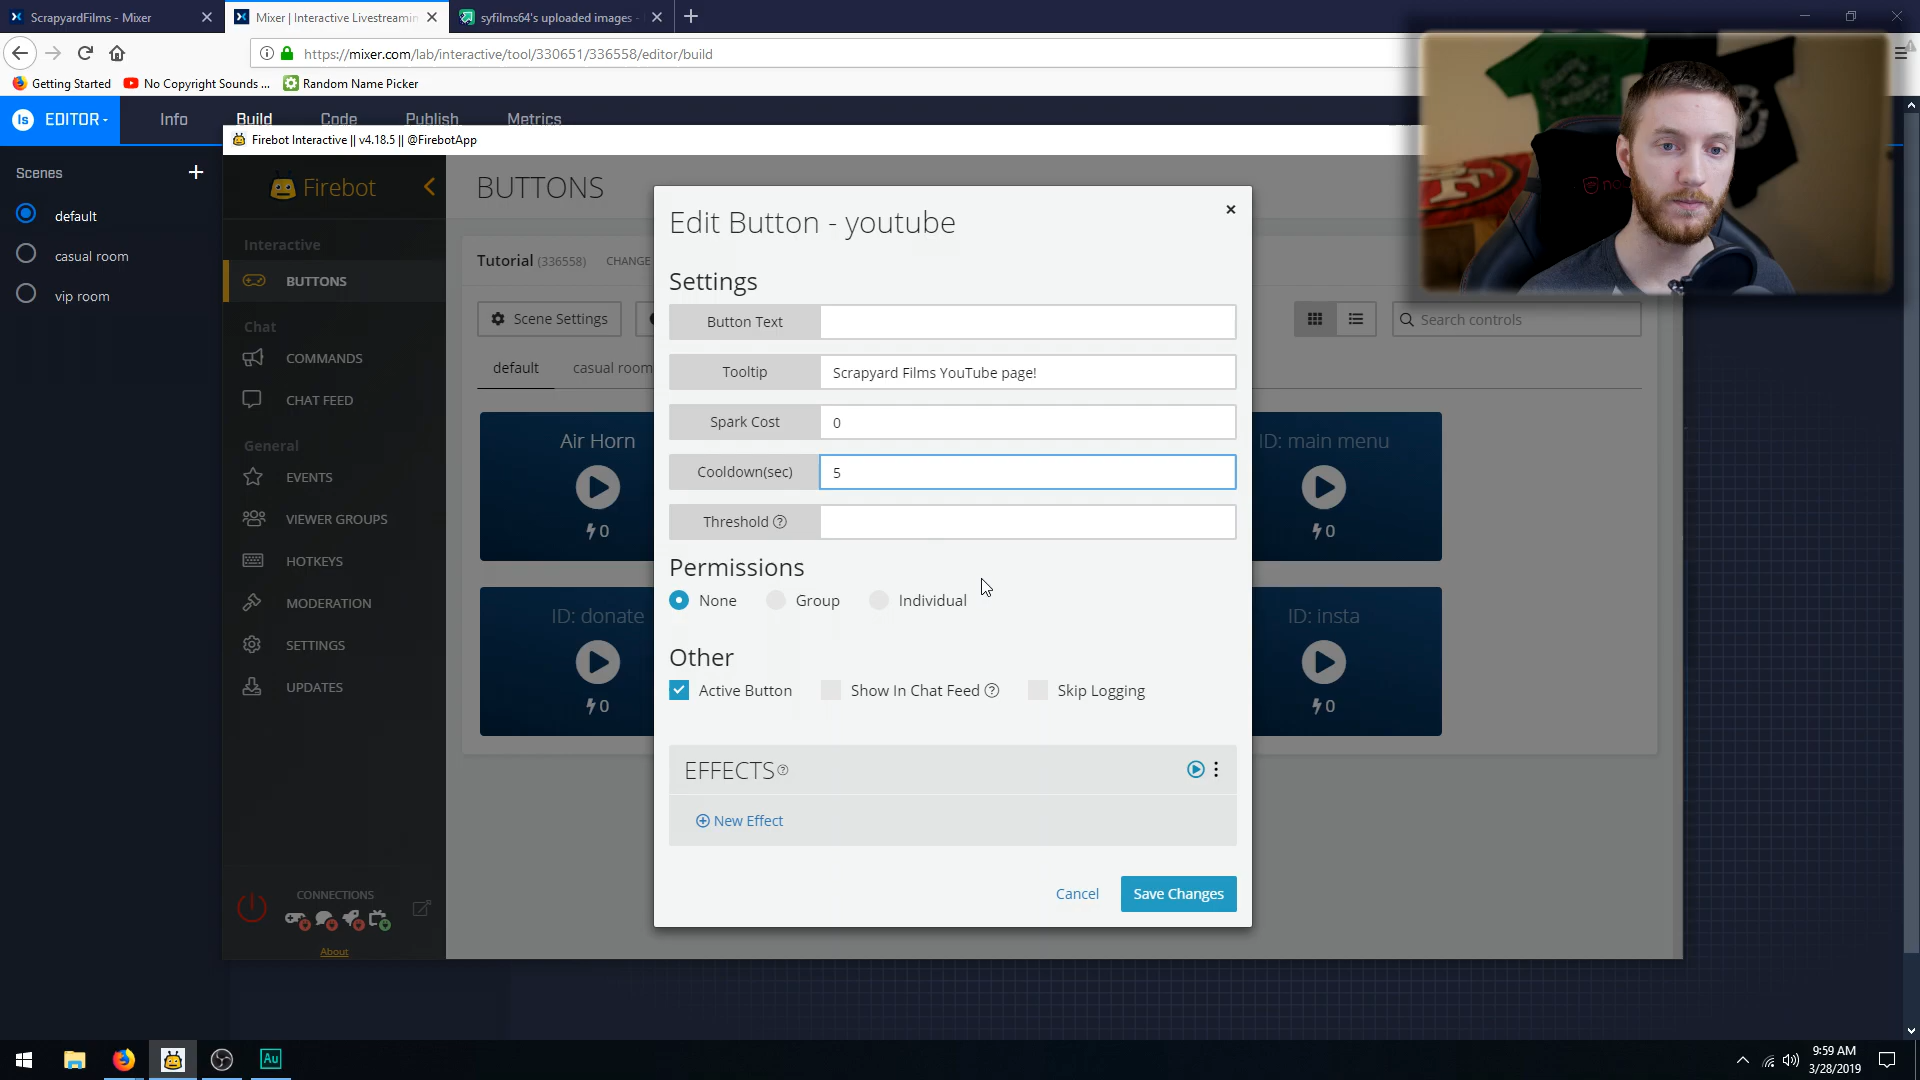 ScrapyardFilms - Mixer
Mixer | Interactive Livestreamin
syfilms64's uploaded images -
https://mixer.com/lab/interactive/tool/330651/336558/editor/build
Getting Started
No Copyright Sounds ...
Random Name Picker
EDITOR
Info
Build
Code
Publish
Metrics
Firebot Interactive || v4.18.5 || @FirebotApp
Scenes
default
casual room
vip room
Firebot
Interactive
BUTTONS
Chat
COMMANDS
CHAT FEED
General
EVENTS
VIEWER GROUPS
HOTKEYS
MODERATION
SETTINGS
UPDATES
CONNECTIONS
About
BUTTONS
Tutorial (336558) CHANGE
Scene Settings
Search controls
default
casual room
Air Horn
0
ID: main menu
0
ID: donate
0
ID: insta
0
Edit Button - youtube
×
Settings
Button Text
Tooltip Scrapyard Films YouTube page!
Spark Cost 0
Cooldown(sec) 5
Threshold ?
Permissions
None Group Individual
Other
Active Button Show In Chat Feed ? Skip Logging
EFFECTS ?
New Effect
Cancel Save Changes
Au
9:59 AM
3/28/2019